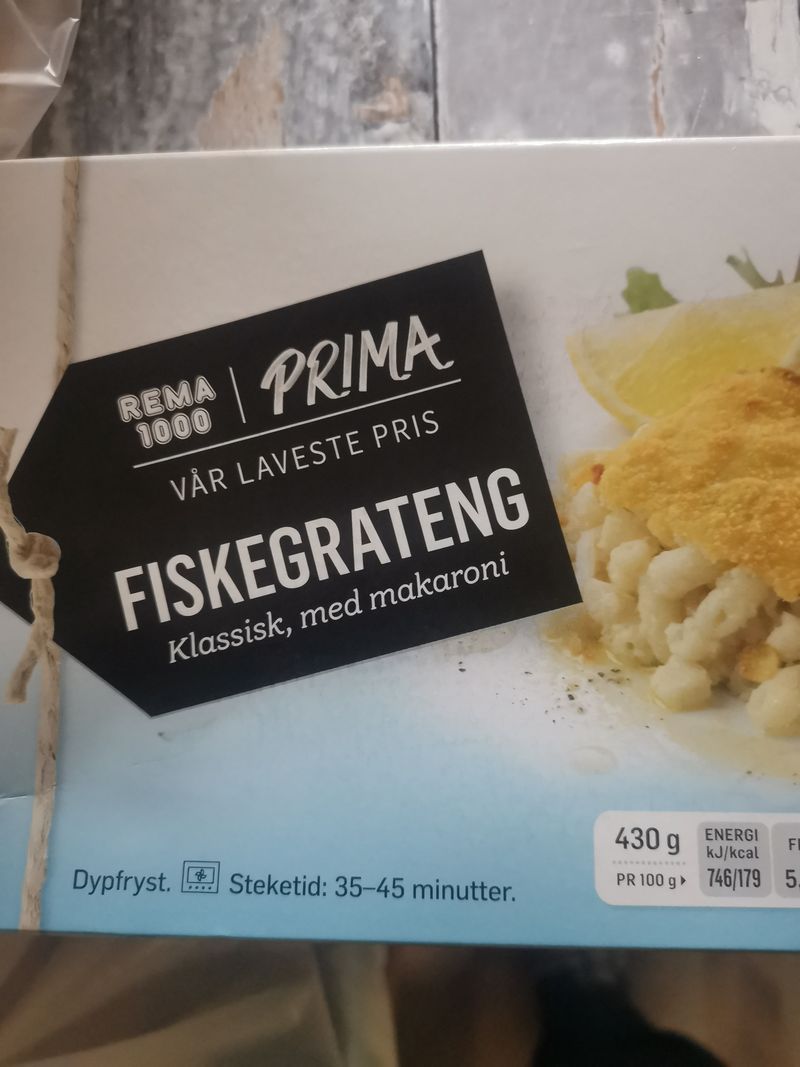 REMA 1000 | PRIMA
VÅR LAVESTE PRIS
FISKEGRATENG
Klassisk, med makaroni
Dypfryst. Steketid: 35–45 minutter.
430 g
PR 100 g
ENERGI
kJ/kcal
746/179